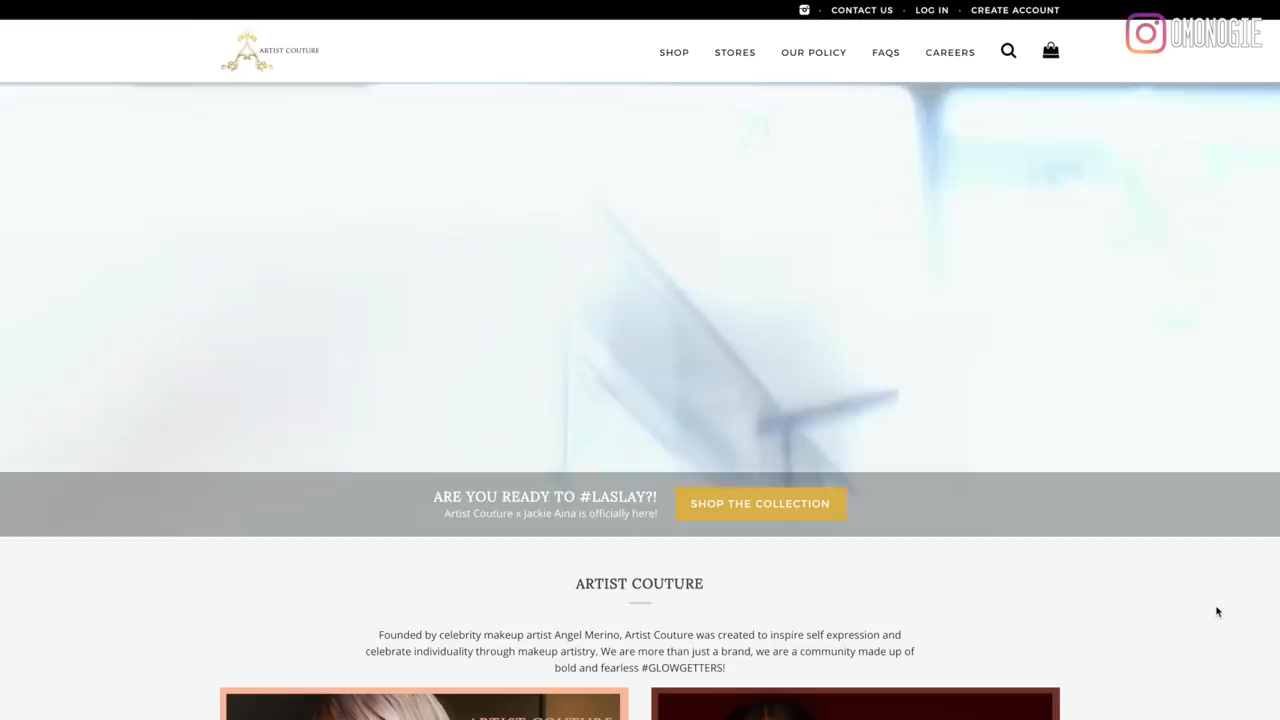 CONTACT US · LOG IN · CREATE ACCOUNT
OMONOGIE
ARTIST COUTURE
SHOP STORES OUR POLICY FAQS CAREERS
ARE YOU READY TO #LASLAY?!
Artist Couture x Jackie Aina is officially here!
SHOP THE COLLECTION
ARTIST COUTURE
Founded by celebrity makeup artist Angel Merino, Artist Couture was created to inspire self expression and
celebrate individuality through makeup artistry. We are more than just a brand, we are a community made up of
bold and fearless #GLOWGETTERS!
ARTIST COUTURE